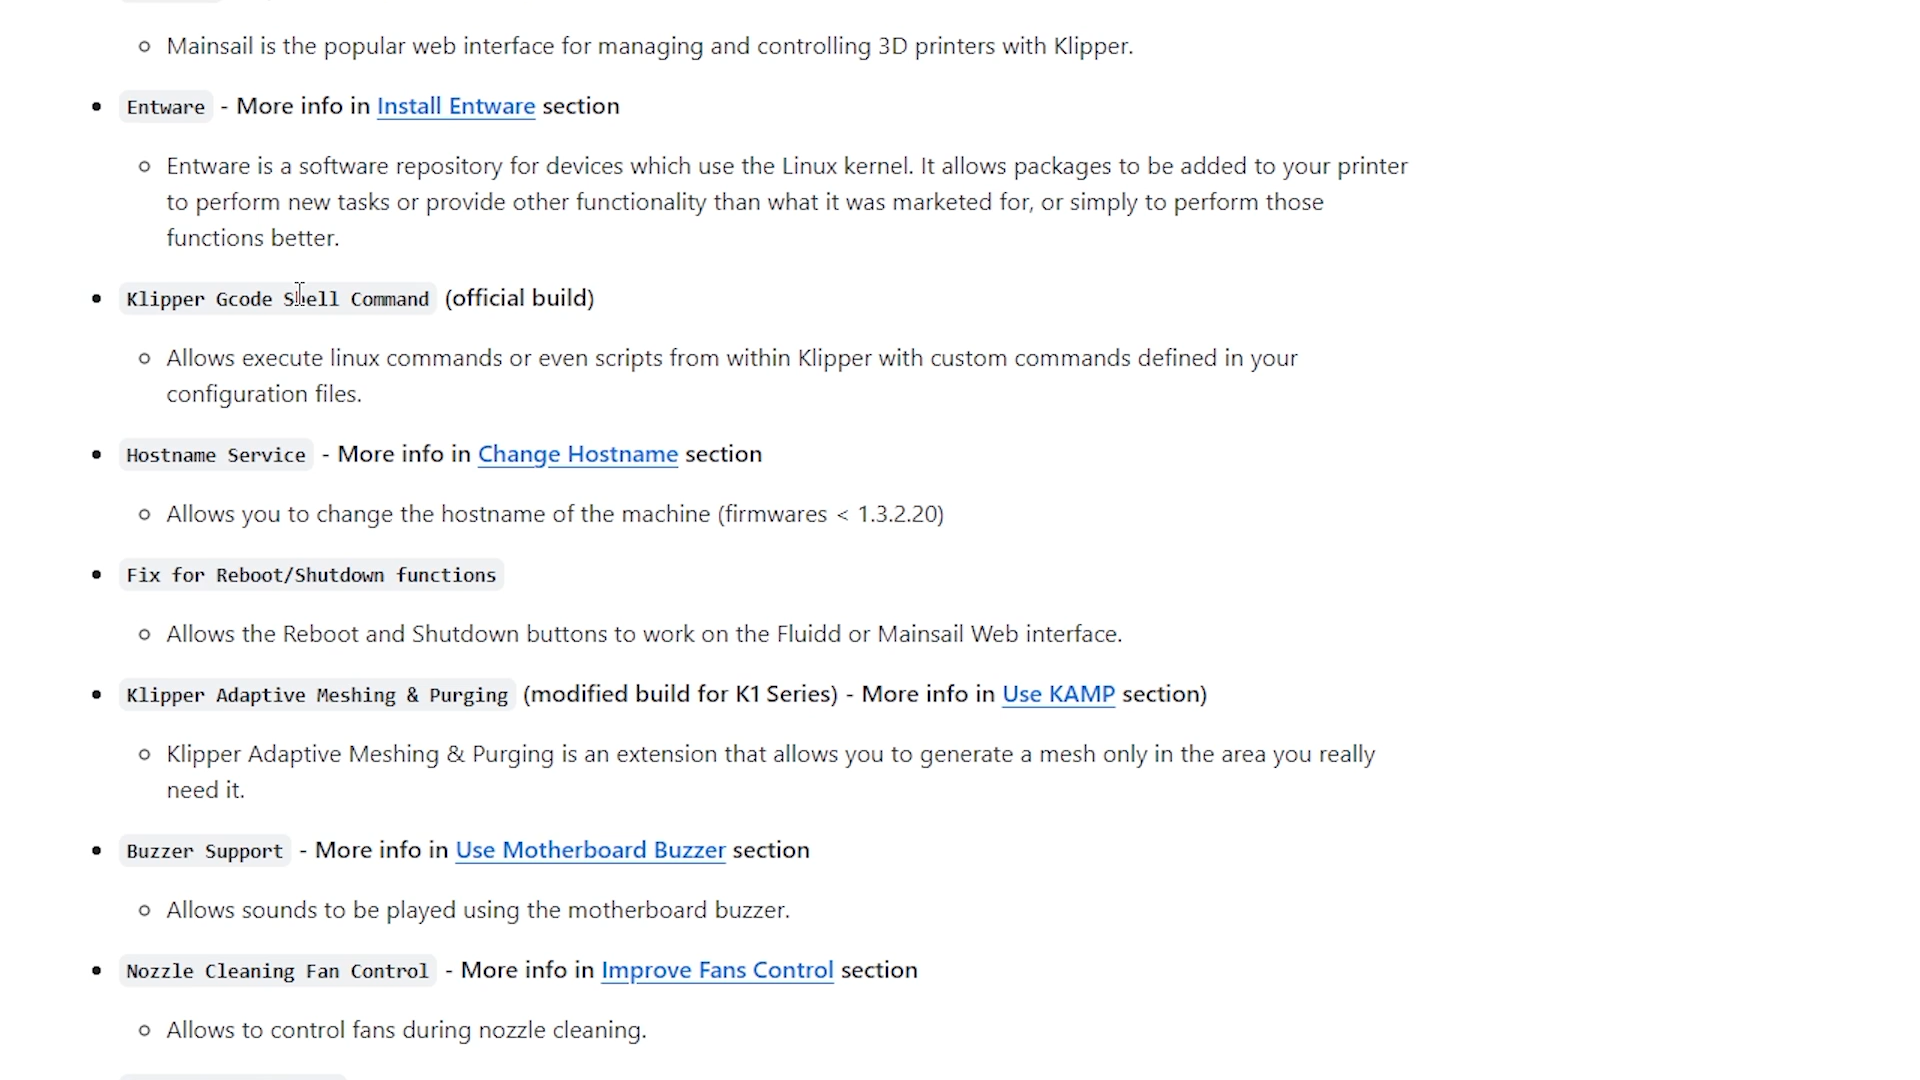 Mainsail is the popular web interface for managing and controlling 3D printers with Klipper.
Entware - More info in Install Entware section
Entware is a software repository for devices which use the Linux kernel. It allows packages to be added to your printer
to perform new tasks or provide other functionality than what it was marketed for, or simply to perform those
functions better.
Klipper Gcode Shell Command (official build)
Allows execute linux commands or even scripts from within Klipper with custom commands defined in your
configuration files.
Hostname Service - More info in Change Hostname section
Allows you to change the hostname of the machine (firmwares < 1.3.2.20)
Fix for Reboot/Shutdown functions
Allows the Reboot and Shutdown buttons to work on the Fluidd or Mainsail Web interface.
Klipper Adaptive Meshing & Purging (modified build for K1 Series) - More info in Use KAMP section)
Klipper Adaptive Meshing & Purging is an extension that allows you to generate a mesh only in the area you really
need it.
Buzzer Support - More info in Use Motherboard Buzzer section
Allows sounds to be played using the motherboard buzzer.
Nozzle Cleaning Fan Control - More info in Improve Fans Control section
Allows to control fans during nozzle cleaning.